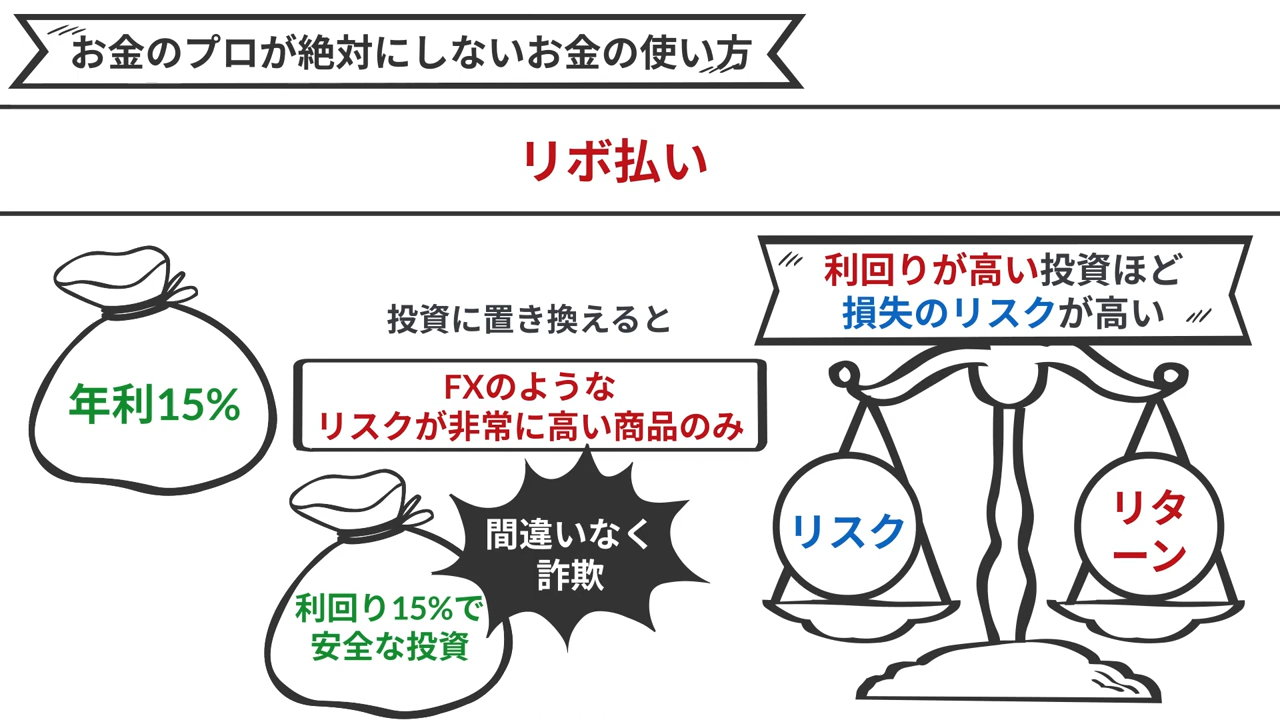 お金のプロが絶対にしないお金の使い方
リボ払い
年利15%
投資に置き換えると
FXのような
リスクが非常に高い商品のみ
利回り15%で
安全な投資
間違いなく
詐欺
利回りが高い投資ほど
損失のリスクが高い
リスク
リタ
ーン